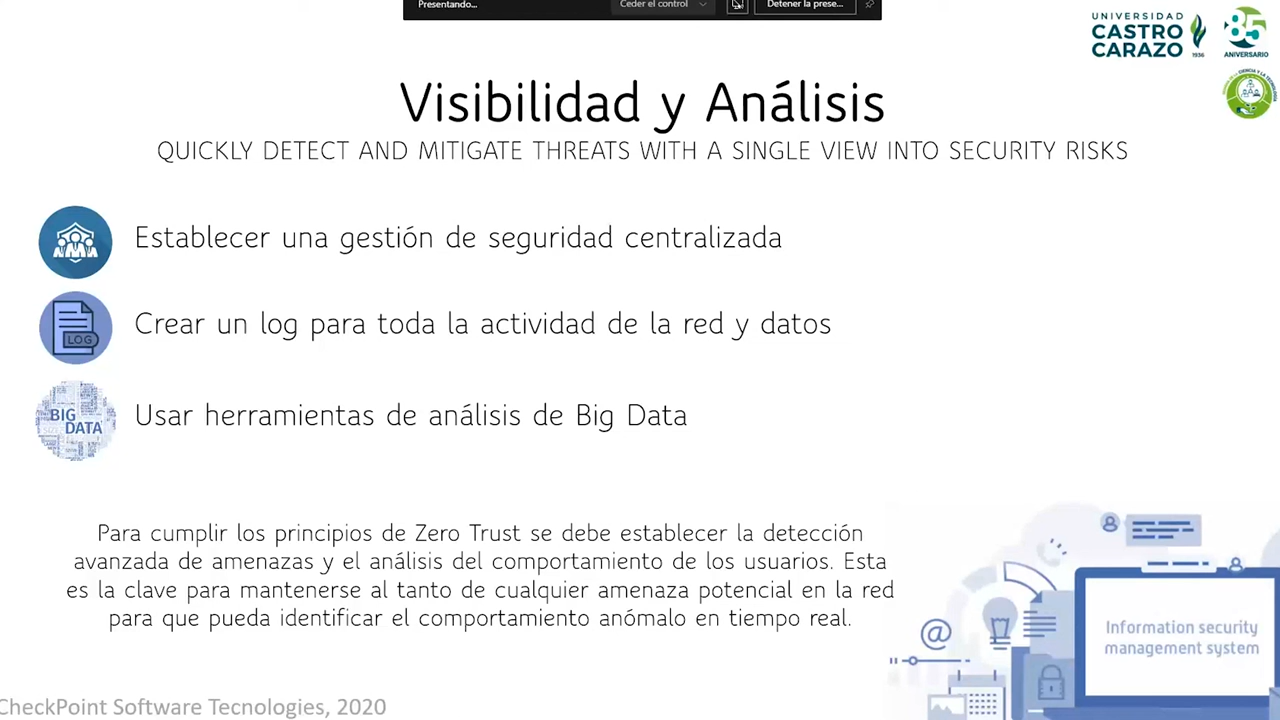 Presentando...
Ceder el control
Detener la prese...
UNIVERSIDAD
CASTRO
CARAZO
1936
85
ANIVERSARIO
Visibilidad y Análisis
QUICKLY DETECT AND MITIGATE THREATS WITH A SINGLE VIEW INTO SECURITY RISKS
Establecer una gestión de seguridad centralizada
LOG
Crear un log para toda la actividad de la red y datos
BIG
DATA
Usar herramientas de análisis de Big Data
Para cumplir los principios de Zero Trust se debe establecer la detección
avanzada de amenazas y el análisis del comportamiento de los usuarios. Esta
es la clave para mantenerse al tanto de cualquier amenaza potencial en la red
para que pueda identificar el comportamiento anómalo en tiempo real.
@
Information security
management system
CheckPoint Software Tecnologies, 2020